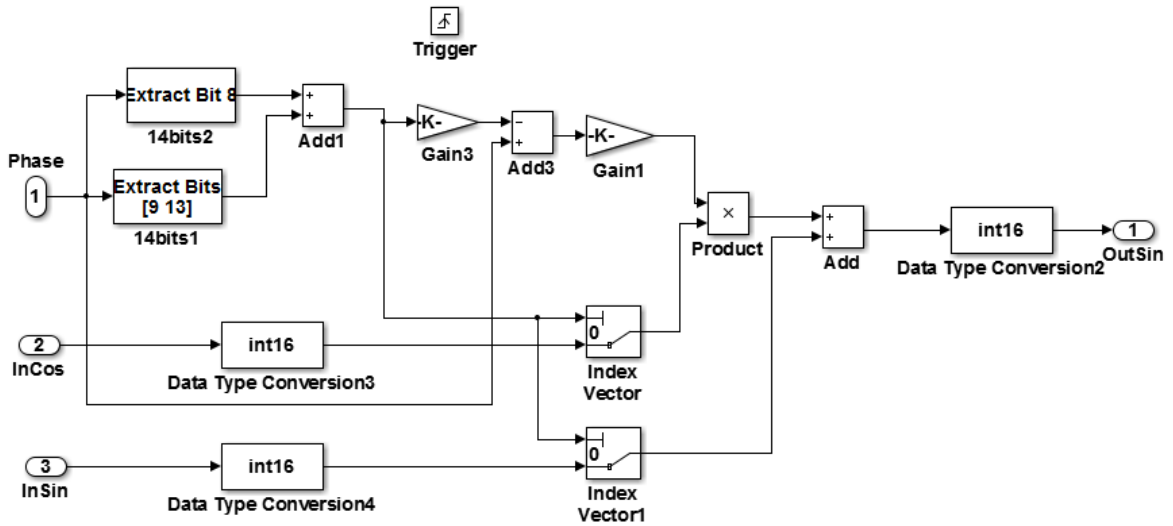 Trigger
Extract Bit 8
14bits2
+
+
Add1
-K-
Gain3
−
+
Add3
-K-
Gain1
Phase
1
Extract Bits
[9 13]
14bits1
×
Product
+
+
Add
int16
Data Type Conversion2
1
OutSin
2
InCos
int16
Data Type Conversion3
0
Index
Vector
3
InSin
int16
Data Type Conversion4
0
Index
Vector1